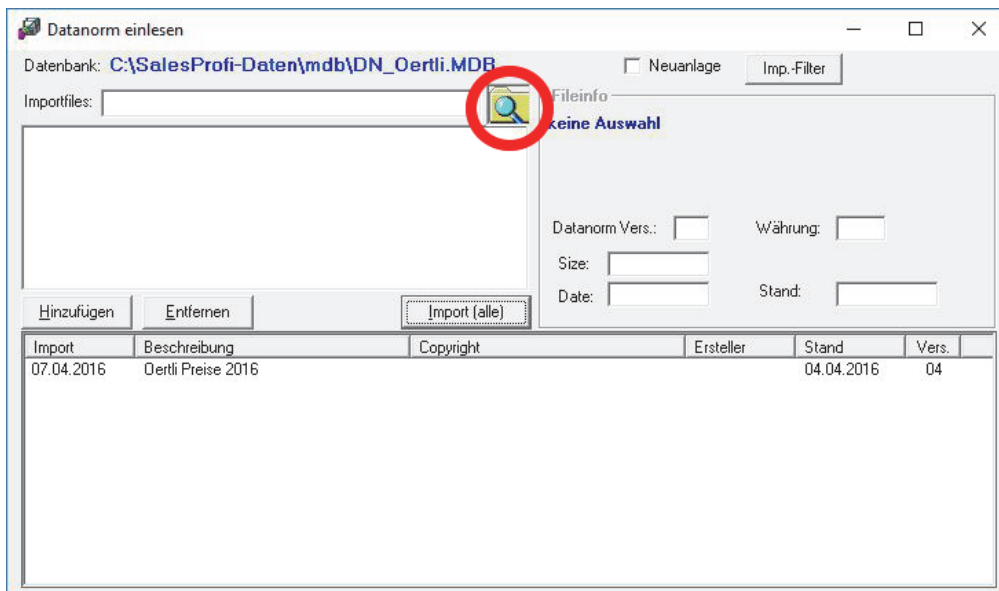 Datanorm einlesen
Datenbank: C:\SalesProfi-Daten\mdb\DN_Oertli.MDB
Neuanlage
Imp.-Filter
Importfiles:
Fileinfo
keine Auswahl
Datanorm Vers.:
Währung:
Size:
Date:
Stand:
Hinzufügen
Entfernen
Import (alle)
Import Beschreibung Copyright Ersteller Stand Vers.
07.04.2016 Oertli Preise 2016 04.04.2016 04